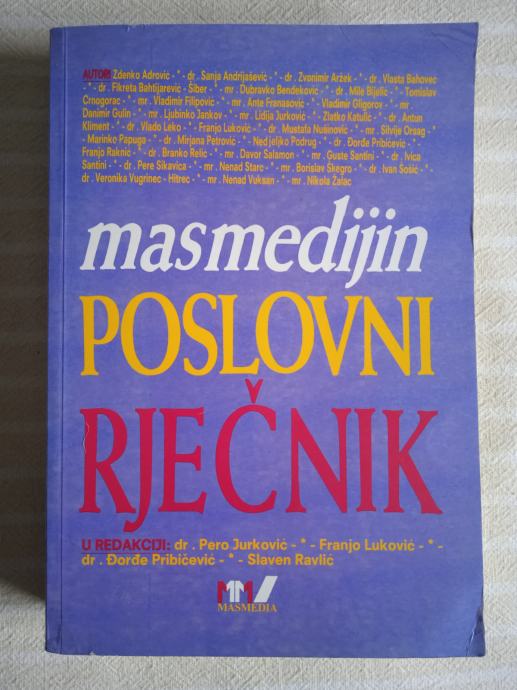 AUTORI Zdenko Adrović - * - dr . Sanja Andrijašević - * - dr . Zvonimir Aržek - * - dr . Vlasta Bahovec
- * - dr . Fikreta Bahtijarević - Šiber - * - mr . Dubravko Bendeković - * - dr . Mile Bijelić - * - Tomislav
Crnogorac - * - mr . Vladimir Filipović - * - mr . Ante Franasović - * - Vladimir Gligorov - * - mr .
Danimir Gulin - * - mr . Ljubinko Jankov - * - mr . Lidija Jurković - * - Zlatko Katulić - * - dr . Antun
Kliment - * - dr . Vlado Leko - * - Franjo Luković - * - dr . Mustafa Nušinović - * - mr . Silvije Orsag - *
- Marinko Papuga - * - dr . Mirjana Petrović - * - Nedjeljko Podrug - * - dr . Đorđe Pribičević - * -
Franjo Raknić - * - dr . Branko Relić - * - mr. Davor Salamon - * - mr . Guste Santini - * - dr . Ivica
Santini - * - dr . Pere Sikavica - * - mr . Nenad Starc - * - mr . Borislav Škegro - * - dr . Ivan Šošić - * -
dr . Veronika Vugrinec - Hitrec - * - mr . Nenad Vuksan - * - mr . Nikola Žalac
masmedijin
POSLOVNI
RJEČNIK
U REDAKCIJI: dr . Pero Jurković - * - Franjo Luković - * -
dr . Đorđe Pribičević - * - Slaven Ravlić
MM
MASMEDIA